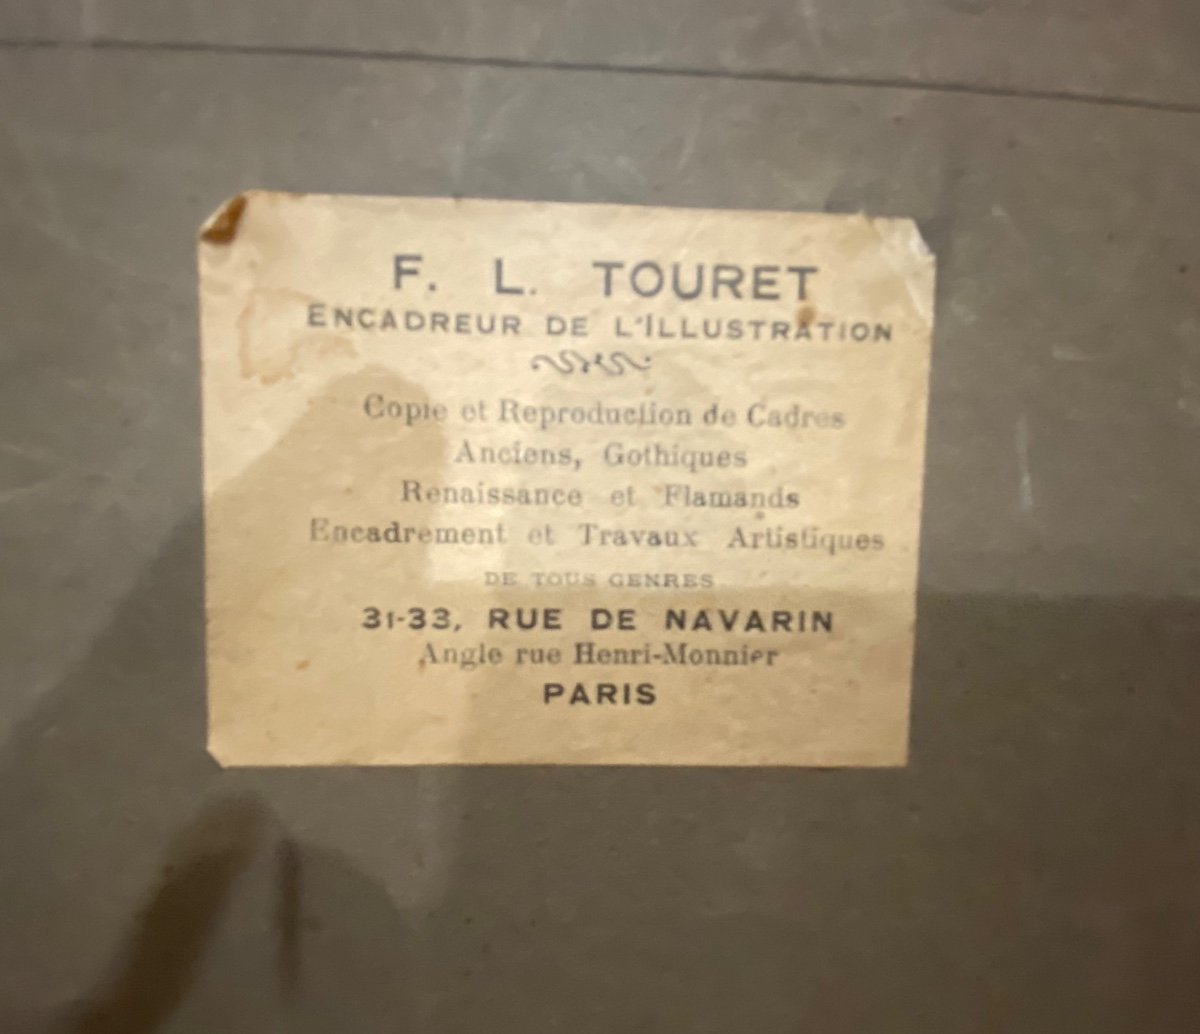 F. L. TOURET
ENCADREUR DE L'ILLUSTRATION
Copie et Reproduction de Cadres
Anciens, Gothiques
Renaissance et Flamands
Encadrement et Travaux Artistiques
DE TOUS GENRES
31-33, RUE DE NAVARIN
Angle rue Henri-Monnier
PARIS